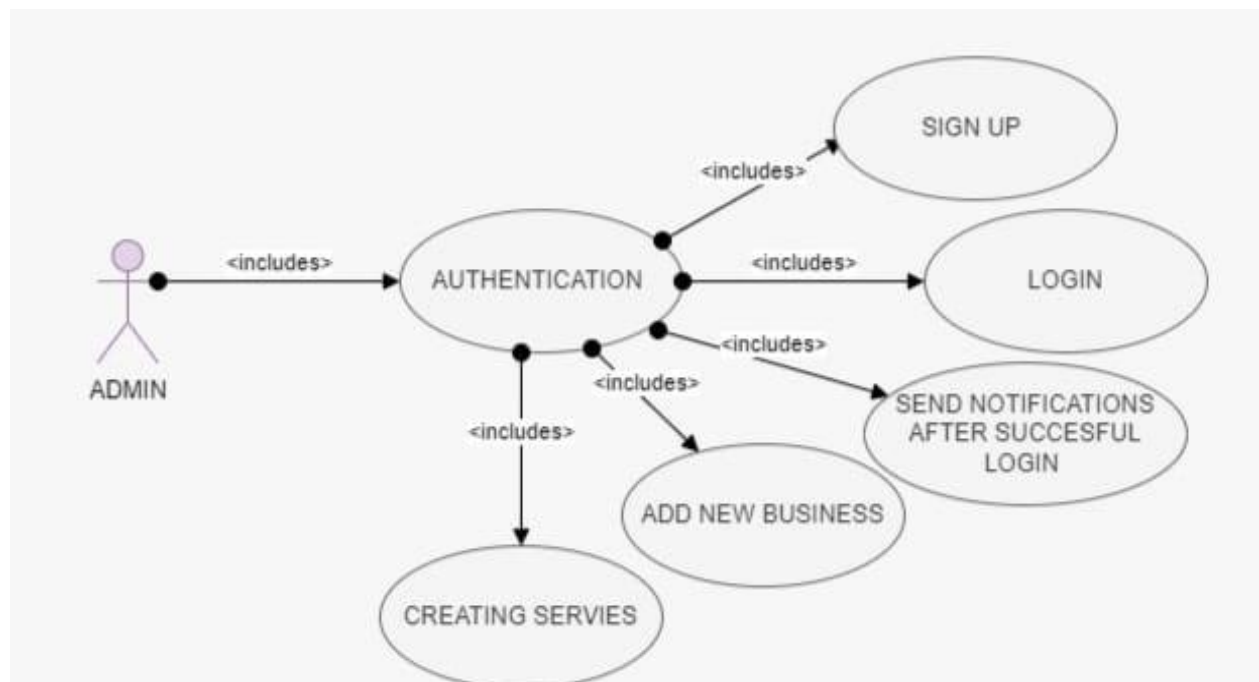 SIGN UP
<includes>
<includes>
AUTHENTICATION
<includes>
LOGIN
ADMIN
<includes>
SEND NOTIFICATIONS
AFTER SUCCESFUL
LOGIN
<includes>
ADD NEW BUSINESS
<includes>
CREATING SERVIES